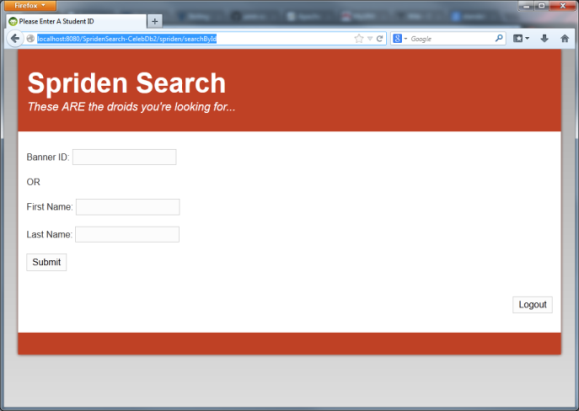 Firefox
Please Enter A Student ID
localhost:8080/SpridenSearch-CelebDb2/spriden/searchById
Google
Spriden Search
These ARE the droids you're looking for...
Banner ID:
OR
First Name:
Last Name:
Submit
Logout